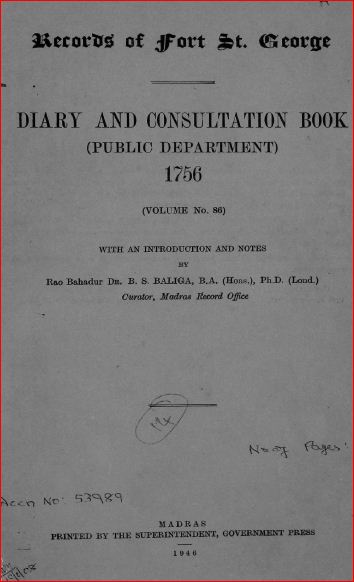 Records of Fort St. George
DIARY AND CONSULTATION BOOK
(PUBLIC DEPARTMENT)
1756
(VOLUME No. 86)
WITH AN INTRODUCTION AND NOTES
BY
Rao Bahadur DR. B. S. BALIGA, B.A. (Hons.), Ph.D. (Lond.)
Curator, Madras Record Office
No of Pages:
Accn No: 53989
MADRAS
PRINTED BY THE SUPERINTENDENT, GOVERNMENT PRESS
1946